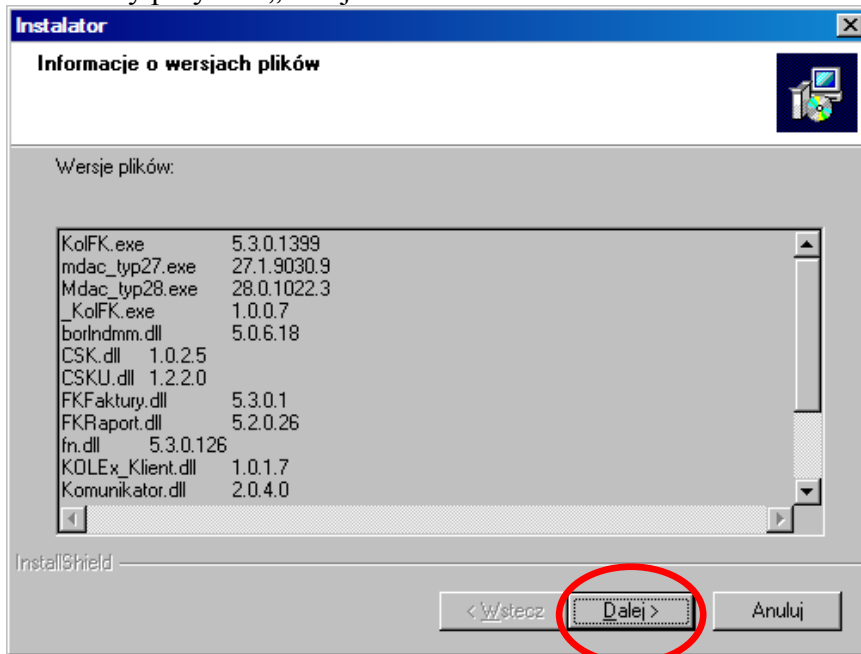 Instalator
Informacje o wersjach plików
Wersje plików:
KolFK.exe 5.3.0.1399
mdac_typ27.exe 27.1.9030.9
Mdac_typ28.exe 28.0.1022.3
_KolFK.exe 1.0.0.7
borlndmm.dll 5.0.6.18
CSK.dll 1.0.2.5
CSKU.dll 1.2.2.0
FKFaktury.dll 5.3.0.1
FKRaport.dll 5.2.0.26
fn.dll 5.3.0.126
KOLEx_Klient.dll 1.0.1.7
Komunikator.dll 2.0.4.0
InstallShield
< Wstecz Dalej > Anuluj